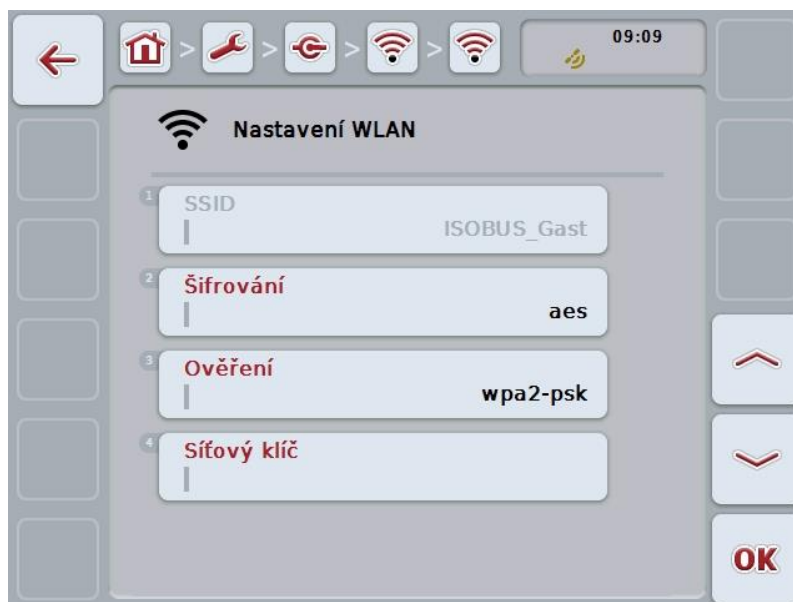 09:09
Nastavení WLAN
1
SSID
ISOBUS_Gast
2
Šifrování
aes
3
Ověření
wpa2-psk
4
Síťový klíč
OK